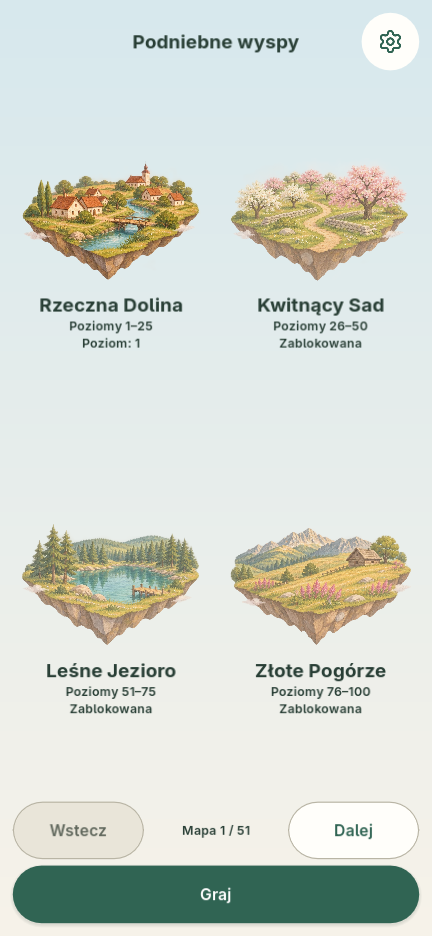 Podniebne wyspy
Rzeczna Dolina
Poziomy 1–25
Poziom: 1
Kwitnący Sad
Poziomy 26–50
Zablokowana
Leśne Jezioro
Poziomy 51–75
Zablokowana
Złote Pogórze
Poziomy 76–100
Zablokowana
Wstecz
Mapa 1 / 51
Dalej
Graj